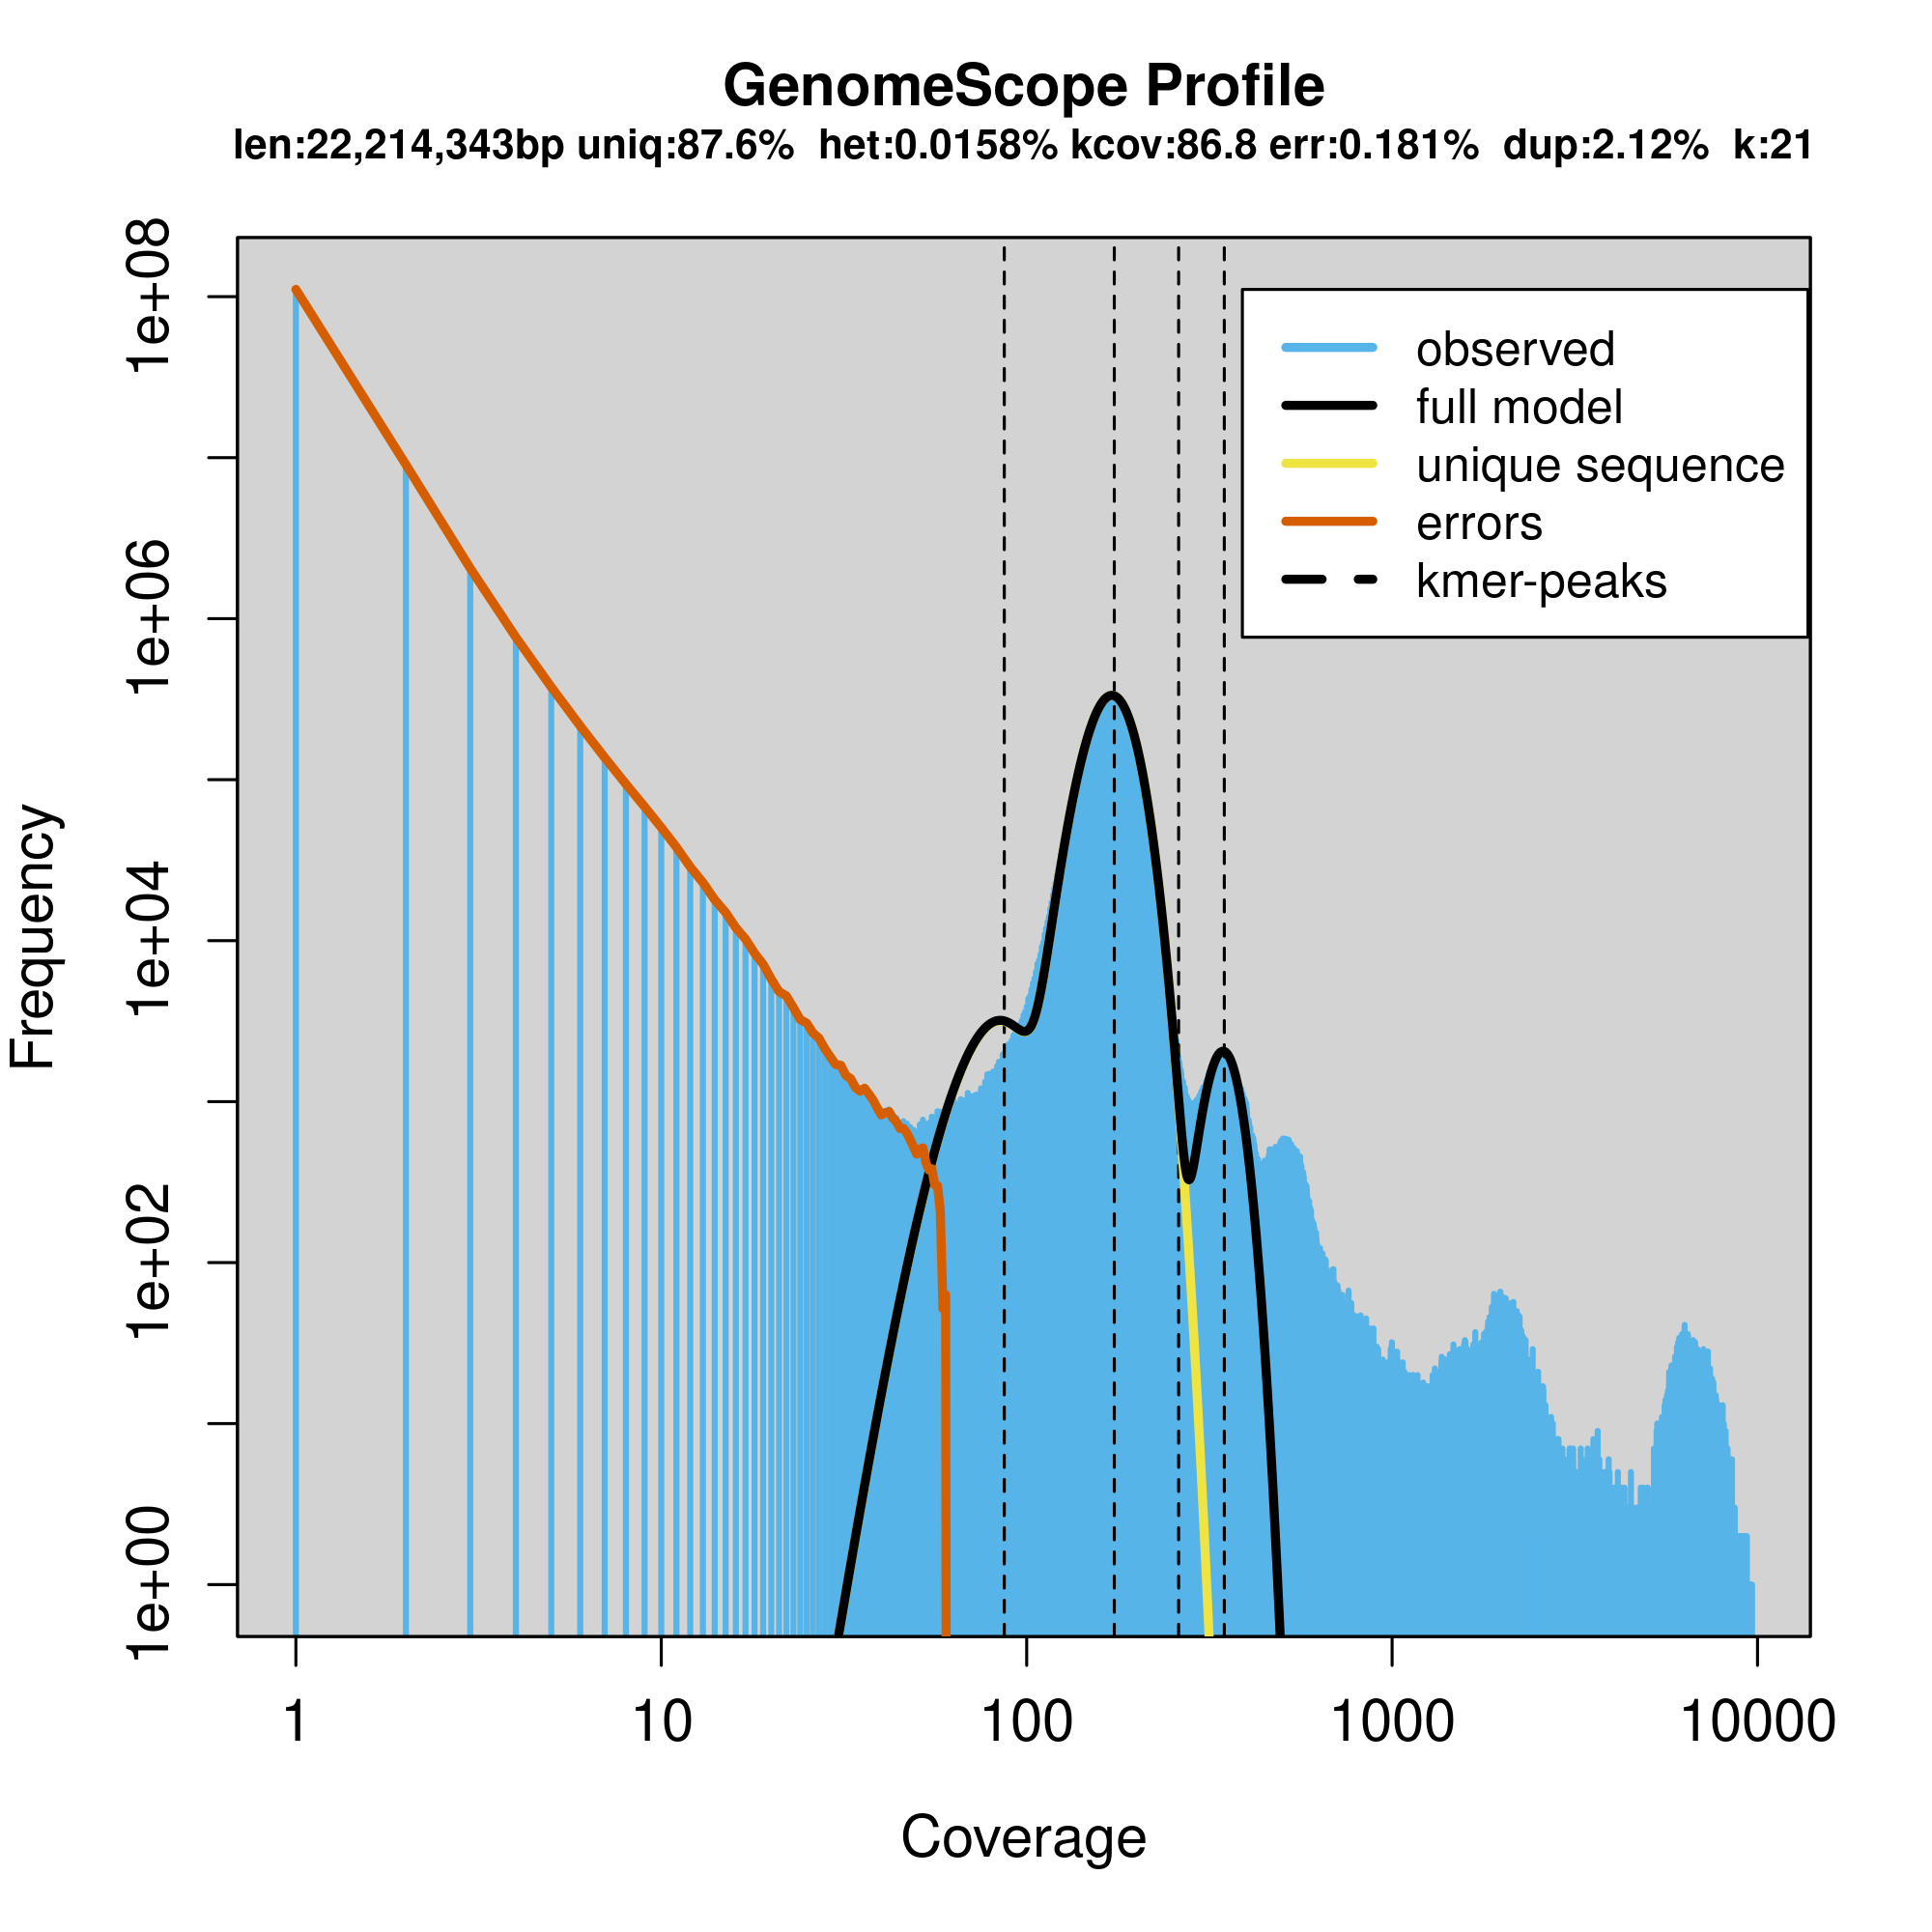 GenomeScope Profile
len:22,214,343bp uniq:87.6% het:0.0158% kcov:86.8 err:0.181% dup:2.12% k:21
observed
full model
unique sequence
errors
kmer-peaks
Frequency
1e+08
1e+06
1e+04
1e+02
1e+00
1 10 100 1000 10000
Coverage